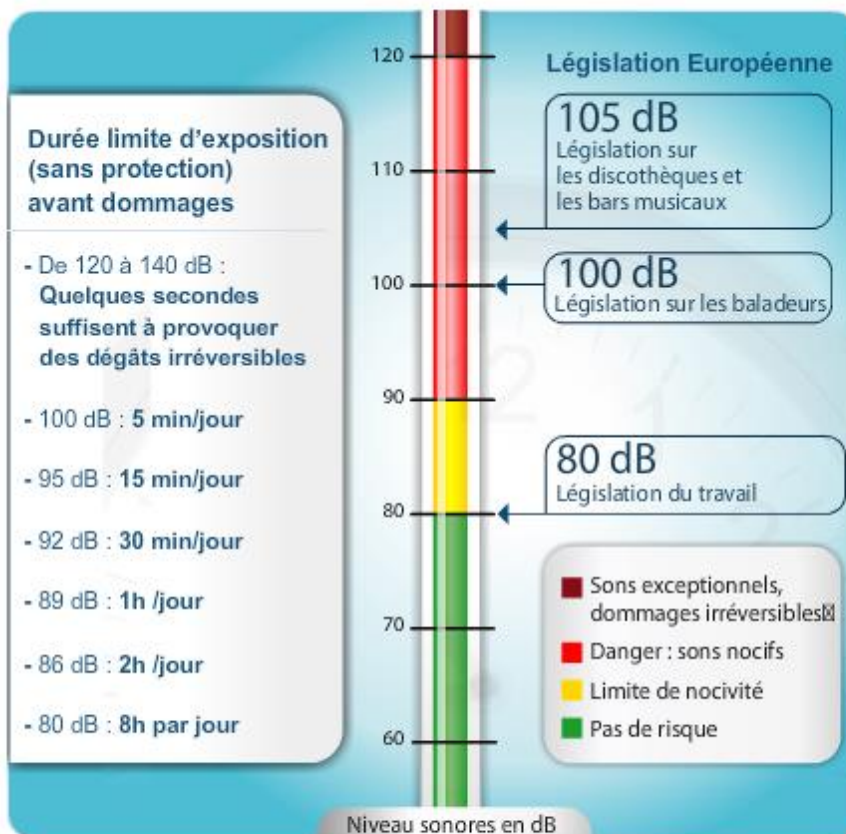 Durée limite d'exposition
(sans protection)
avant dommages
- De 120 à 140 dB :
Quelques secondes
suffisent à provoquer
des dégâts irréversibles
- 100 dB : 5 min/jour
- 95 dB : 15 min/jour
- 92 dB : 30 min/jour
- 89 dB : 1h /jour
- 86 dB : 2h /jour
- 80 dB : 8h par jour
120
110
100
90
80
70
60
Niveau sonores en dB
Législation Européenne
105 dB
Législation sur
les discothèques et
les bars musicaux
100 dB
Législation sur les baladeurs
80 dB
Législation du travail
Sons exceptionnels,
dommages irréversibles
Danger : sons nocifs
Limite de nocivité
Pas de risque